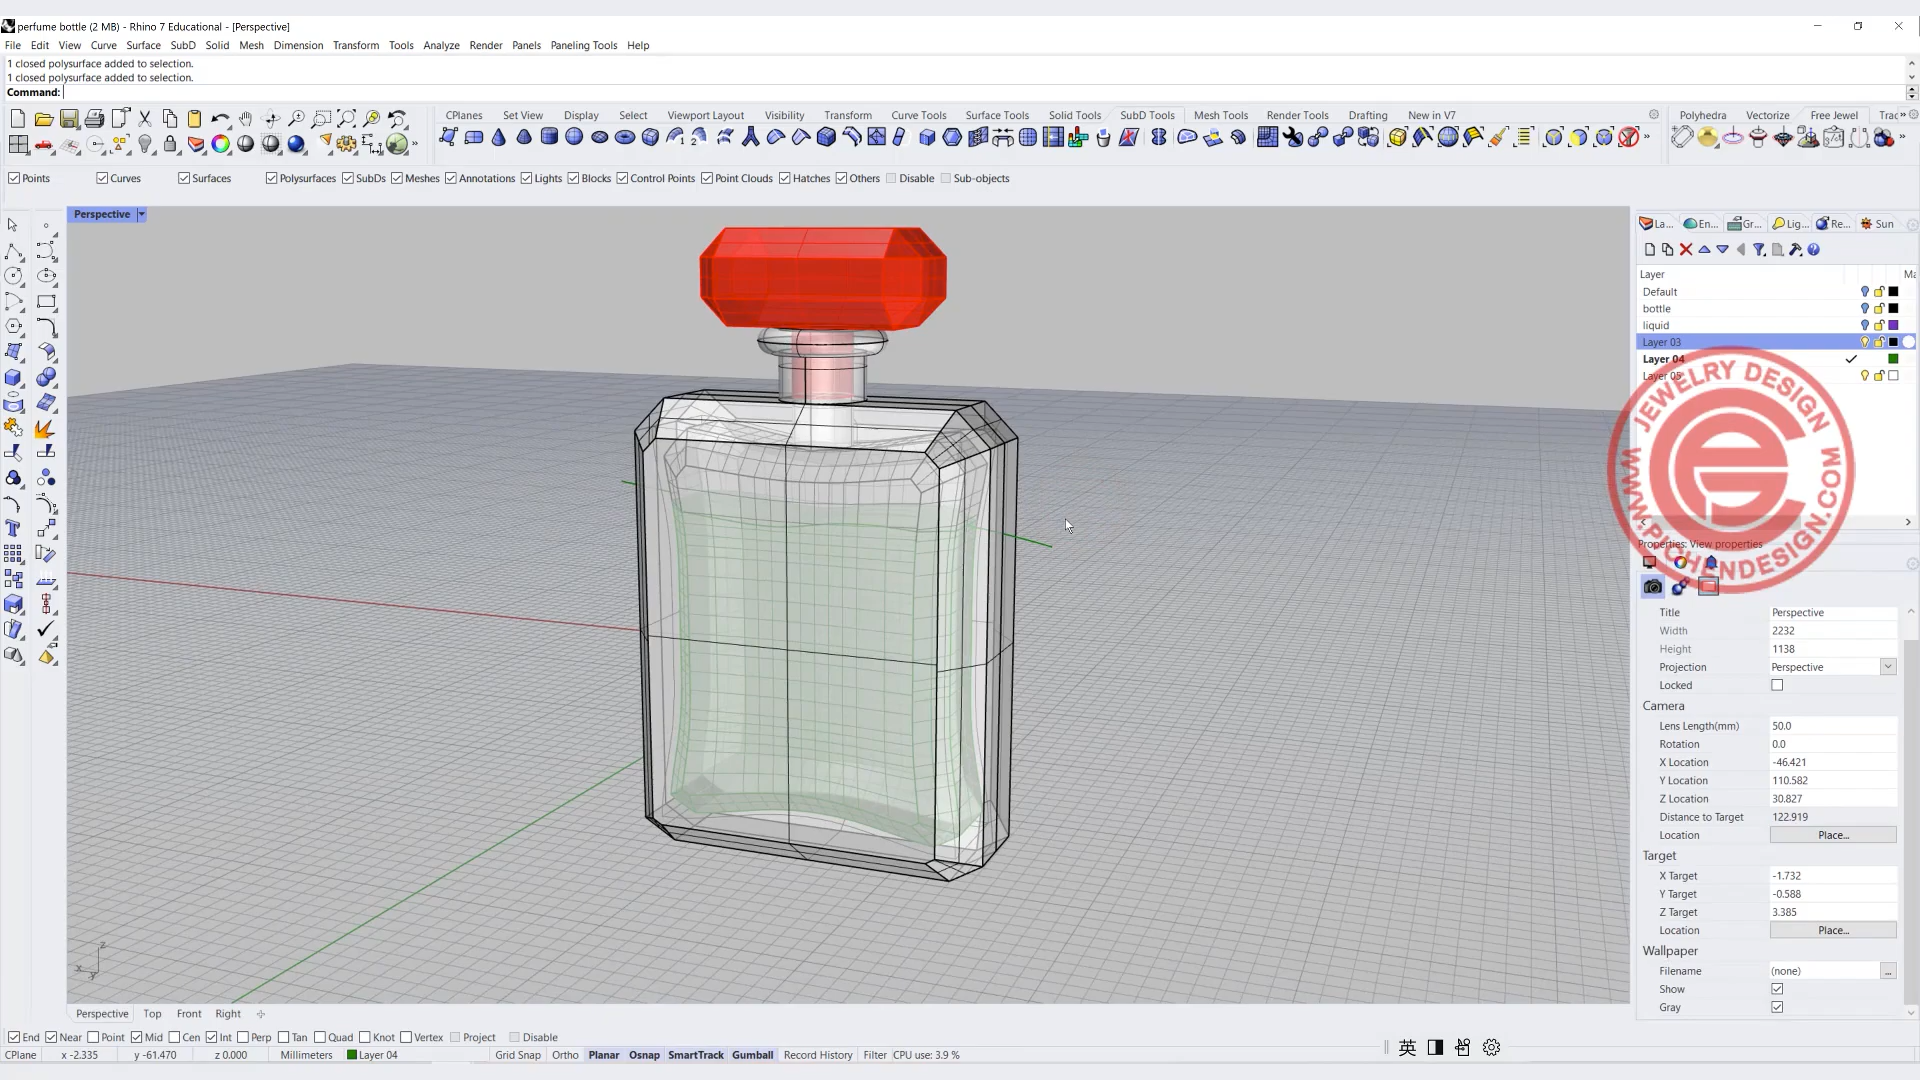 perfume bottle (2 MB) - Rhino 7 Educational - [Perspective]
File Edit View Curve Surface SubD Solid Mesh Dimension Transform Tools Analyze Render Panels Paneling Tools Help
1 closed polysurface added to selection.
1 closed polysurface added to selection.
Command:
CPlanes Set View Display Select Viewport Layout Visibility Transform Curve Tools Surface Tools Solid Tools SubD Tools Mesh Tools Render Tools Drafting New in V7 Polyhedra Vectorize Free Jewel Trac
Points Curves Surfaces Polysurfaces SubDs Meshes Annotations Lights Blocks Control Points Point Clouds Hatches Others Disable Sub-objects
Perspective
La... En... Gr... Lig... Re... Sun
Layer Ma
Default
bottle
liquid
Layer 03
Layer 04
Layer 05
JEWELRY DESIGN
WWW.PICHENDESIGN.COM
Properties: View properties
Title Perspective
Width 2232
Height 1138
Projection Perspective
Locked
Camera
Lens Length(mm) 50.0
Rotation 0.0
X Location -46.421
Y Location 110.582
Z Location 30.827
Distance to Target 122.919
Location Place...
Target
X Target -1.732
Y Target -0.588
Z Target 3.385
Location Place...
Wallpaper
Filename (none) ...
Show
Gray
z
x
y
Perspective Top Front Right
End Near Point Mid Cen Int Perp Tan Quad Knot Vertex Project Disable
CPlane x -2.335 y -61.470 z 0.000 Millimeters Layer 04 Grid Snap Ortho Planar Osnap SmartTrack Gumball Record History Filter CPU use: 3.9 %
英